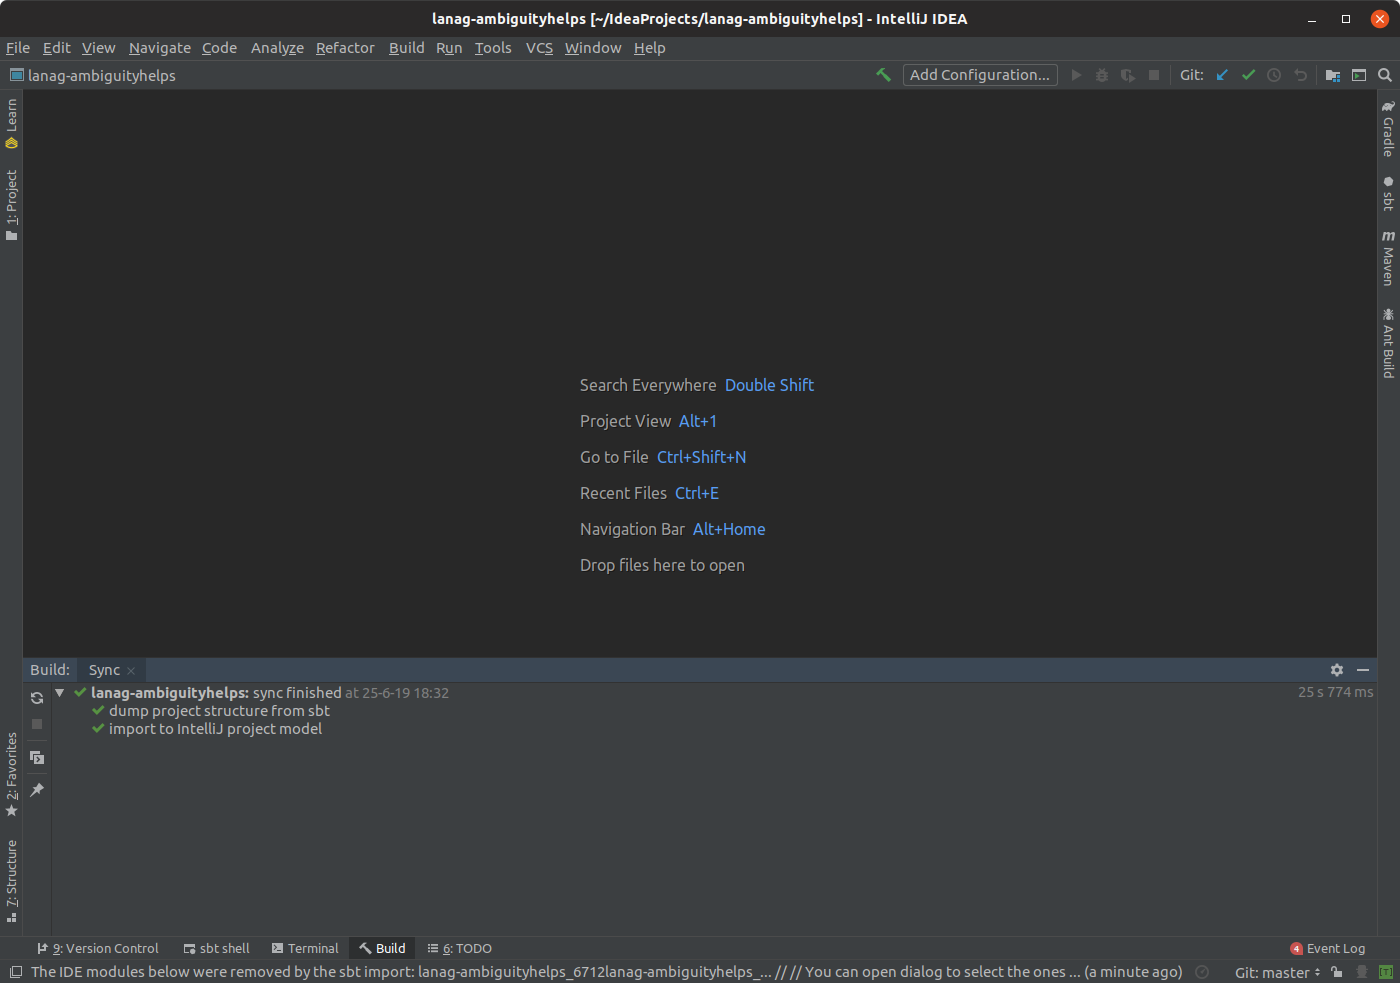 lanag-ambiguityhelps [~/IdeaProjects/lanag-ambiguityhelps] - IntelliJ IDEA
File Edit View Navigate Code Analyze Refactor Build Run Tools VCS Window Help
lanag-ambiguityhelps Add Configuration... Git:
Learn
1: Project
2: Favorites
7: Structure
Gradle
sbt
m Maven
Ant Build
Search Everywhere Double Shift
Project View Alt+1
Go to File Ctrl+Shift+N
Recent Files Ctrl+E
Navigation Bar Alt+Home
Drop files here to open
Build: Sync
lanag-ambiguityhelps: sync finished at 25-6-19 18:32 25 s 774 ms
dump project structure from sbt
import to IntelliJ project model
9: Version Control sbt shell Terminal Build 6: TODO 4 Event Log
The IDE modules below were removed by the sbt import: lanag-ambiguityhelps_6712lanag-ambiguityhelps_... // // You can open dialog to select the ones ... (a minute ago) Git: master [T]